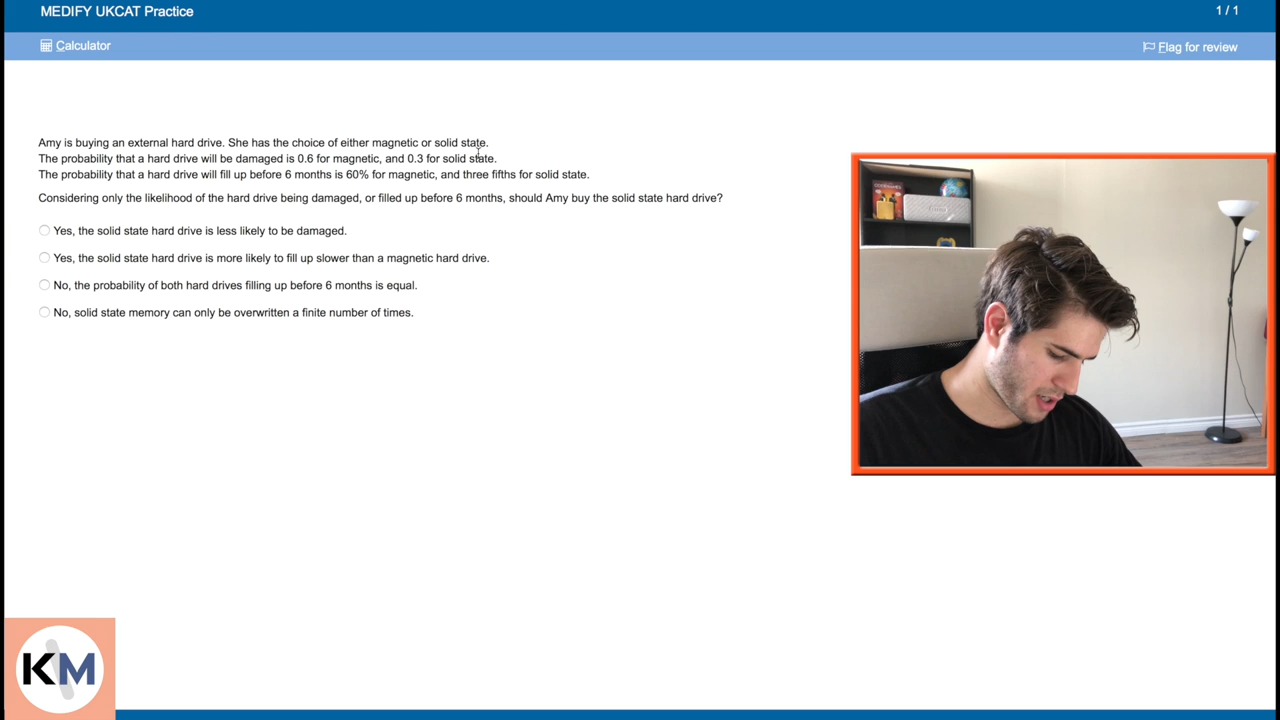 MEDIFY UKCAT Practice
1 / 1
Calculator
Flag for review
Amy is buying an external hard drive. She has the choice of either magnetic or solid state.
The probability that a hard drive will be damaged is 0.6 for magnetic, and 0.3 for solid state.
The probability that a hard drive will fill up before 6 months is 60% for magnetic, and three fifths for solid state.
Considering only the likelihood of the hard drive being damaged, or filled up before 6 months, should Amy buy the solid state hard drive?
Yes, the solid state hard drive is less likely to be damaged.
Yes, the solid state hard drive is more likely to fill up slower than a magnetic hard drive.
No, the probability of both hard drives filling up before 6 months is equal.
No, solid state memory can only be overwritten a finite number of times.
KM